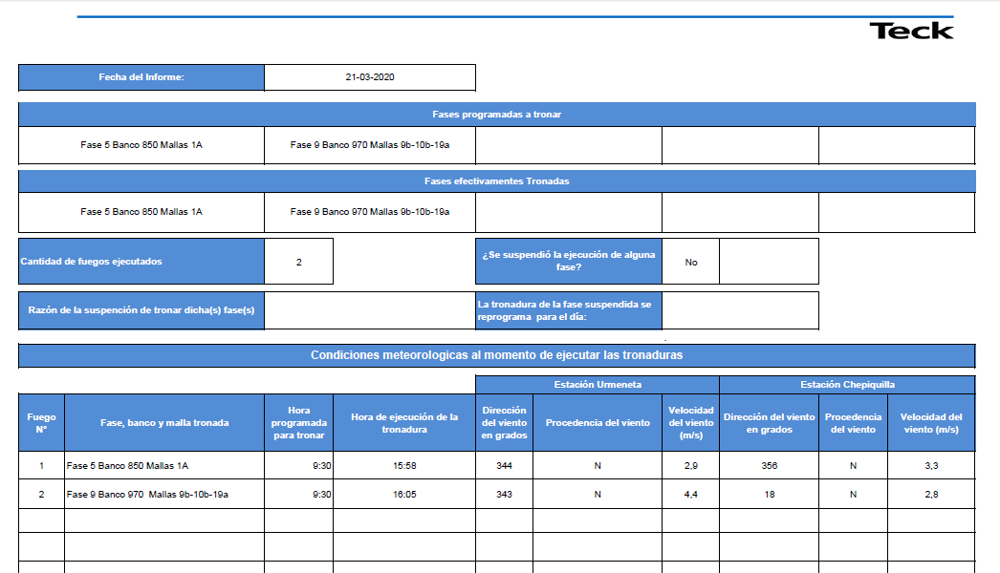 Teck
Fecha del Informe: 21-03-2020
Fases programadas a tronar
Fase 5 Banco 850 Mallas 1A Fase 9 Banco 970 Mallas 9b-10b-19a
Fases efectivamentes Tronadas
Fase 5 Banco 850 Mallas 1A Fase 9 Banco 970 Mallas 9b-10b-19a
Cantidad de fuegos ejecutados 2 ¿Se suspendió la ejecución de alguna
fase? No
Razón de la suspención de tronar dicha(s) fase(s) La tronadura de la fase suspendida se
reprograma para el día:
Condiciones meteorologicas al momento de ejecutar las tronaduras
Estación Urmeneta Estación Chepiquilla
Fuego
N°
Fase, banco y malla tronada
Hora
programada
para tronar
Hora de ejecución de la
tronadura
Dirección
del viento
en grados
Procedencia del viento
Velocidad
del viento
(m/s)
Dirección del viento
en grados
Procedencia
del viento
Velocidad del
viento (m/s)
1 Fase 5 Banco 850 Mallas 1A 9:30 15:58 344 N 2,9 356 N 3,3
2 Fase 9 Banco 970 Mallas 9b-10b-19a 9:30 16:05 343 N 4,4 18 N 2,8